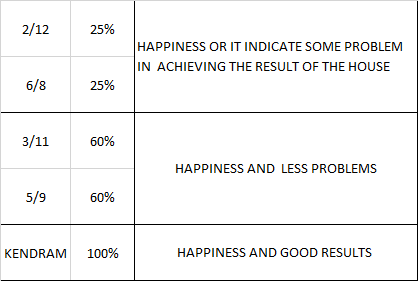 2/12 25%
HAPPINESS OR IT INDICATE SOME PROBLEM
IN ACHIEVING THE RESULT OF THE HOUSE
6/8 25%
3/11 60%
HAPPINESS AND LESS PROBLEMS
5/9 60%
KENDRAM 100% HAPPINESS AND GOOD RESULTS